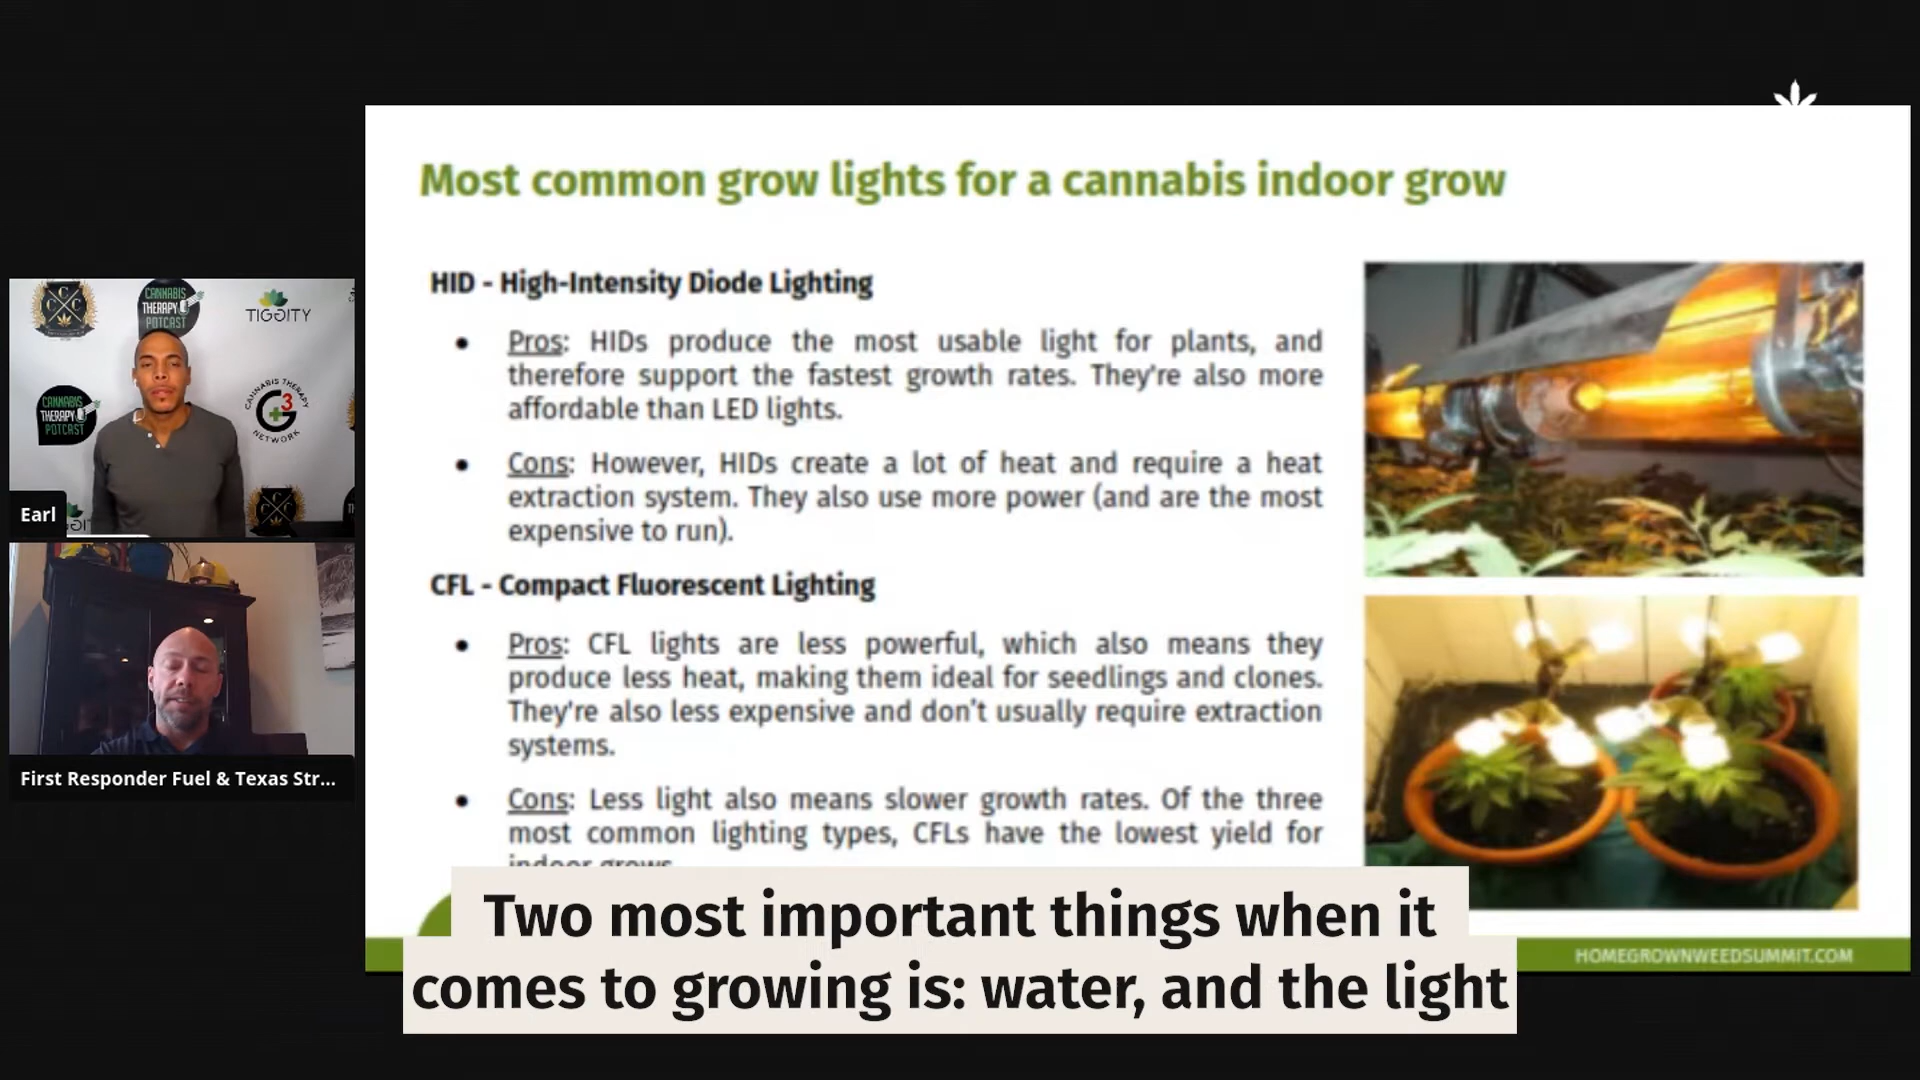 Most common grow lights for a cannabis indoor grow
HID - High-Intensity Diode Lighting
● Pros: HIDs produce the most usable light for plants, and
therefore support the fastest growth rates. They're also more
affordable than LED lights.
● Cons: However, HIDs create a lot of heat and require a heat
extraction system. They also use more power (and are the most
expensive to run).
CFL - Compact Fluorescent Lighting
● Pros: CFL lights are less powerful, which also means they
produce less heat, making them ideal for seedlings and clones.
They're also less expensive and don't usually require extraction
systems.
● Cons: Less light also means slower growth rates. Of the three
most common lighting types, CFLs have the lowest yield for
indoor grows.
HOMEGROWNWEEDSUMMIT.COM
Two most important things when it
comes to growing is: water, and the light
CCC
CANNABIS
THERAPY
POTCAST
TIGGITY
CANNABIS
THERAPY
POTCAST
CANNABIS THERAPY
G3
NETWORK
Earl
First Responder Fuel & Texas Str...